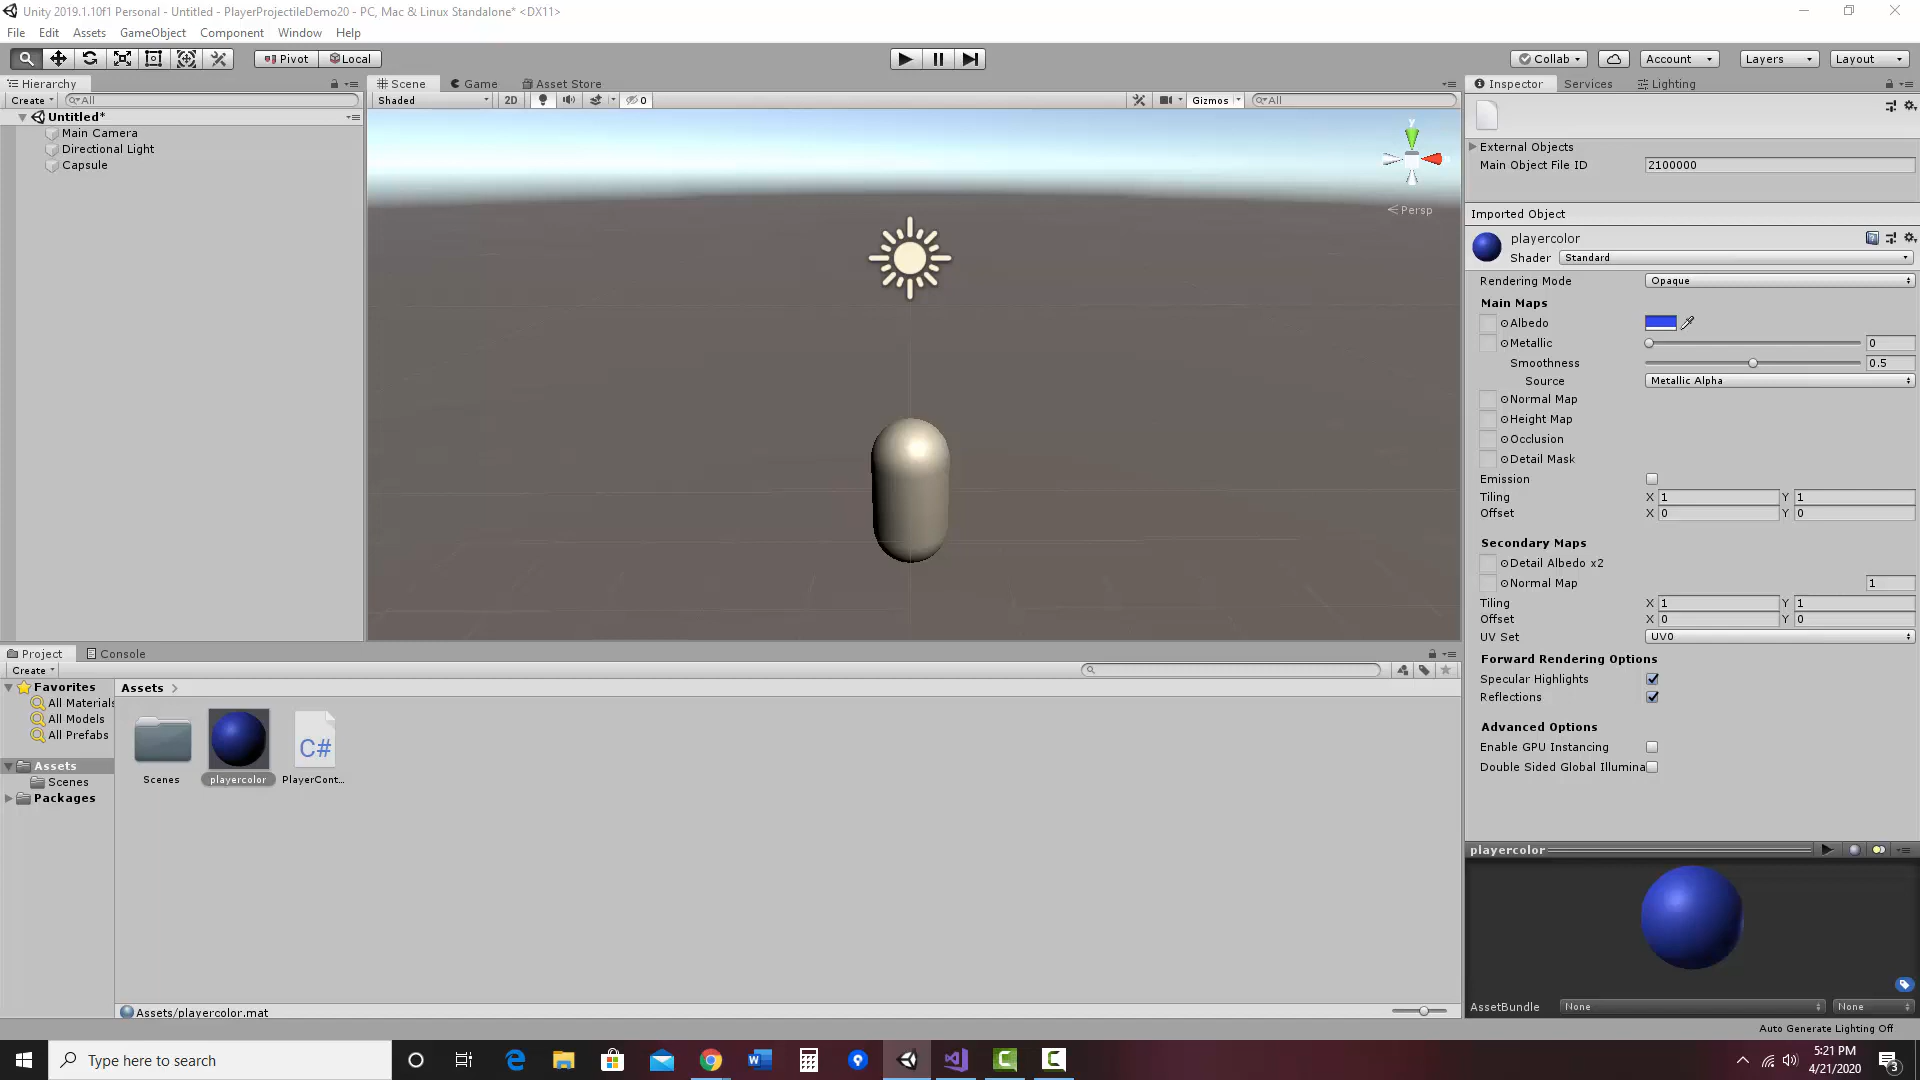 Unity 2019.1.10f1 Personal - Untitled - PlayerProjectileDemo20 - PC, Mac & Linux Standalone* <DX11>
File Edit Assets GameObject Component Window Help
Pivot Local Collab Account Layers Layout
Hierarchy Scene Game Asset Store Inspector Services Lighting
Create All Shaded 2D 0 Gizmos All
Untitled*
Main Camera
Directional Light
Capsule
y
Persp
External Objects
Main Object File ID 2100000
Imported Object
playercolor
Shader Standard
Rendering Mode Opaque
Main Maps
Albedo
Metallic 0
Smoothness 0.5
Source Metallic Alpha
Normal Map
Height Map
Occlusion
Detail Mask
Emission
Tiling X 1 Y 1
Offset X 0 Y 0
Secondary Maps
Detail Albedo x2
Normal Map 1
Tiling X 1 Y 1
Offset X 0 Y 0
UV Set UV0
Forward Rendering Options
Specular Highlights
Reflections
Advanced Options
Enable GPU Instancing
Double Sided Global Illumina
Project Console
Create
Favorites
All Materials
All Models
All Prefabs
Assets
Scenes
Packages
Assets
C#
Scenes playercolor PlayerCont...
Assets/playercolor.mat
playercolor
AssetBundle None None
Auto Generate Lighting Off
Type here to search
5:21 PM
4/21/2020
3